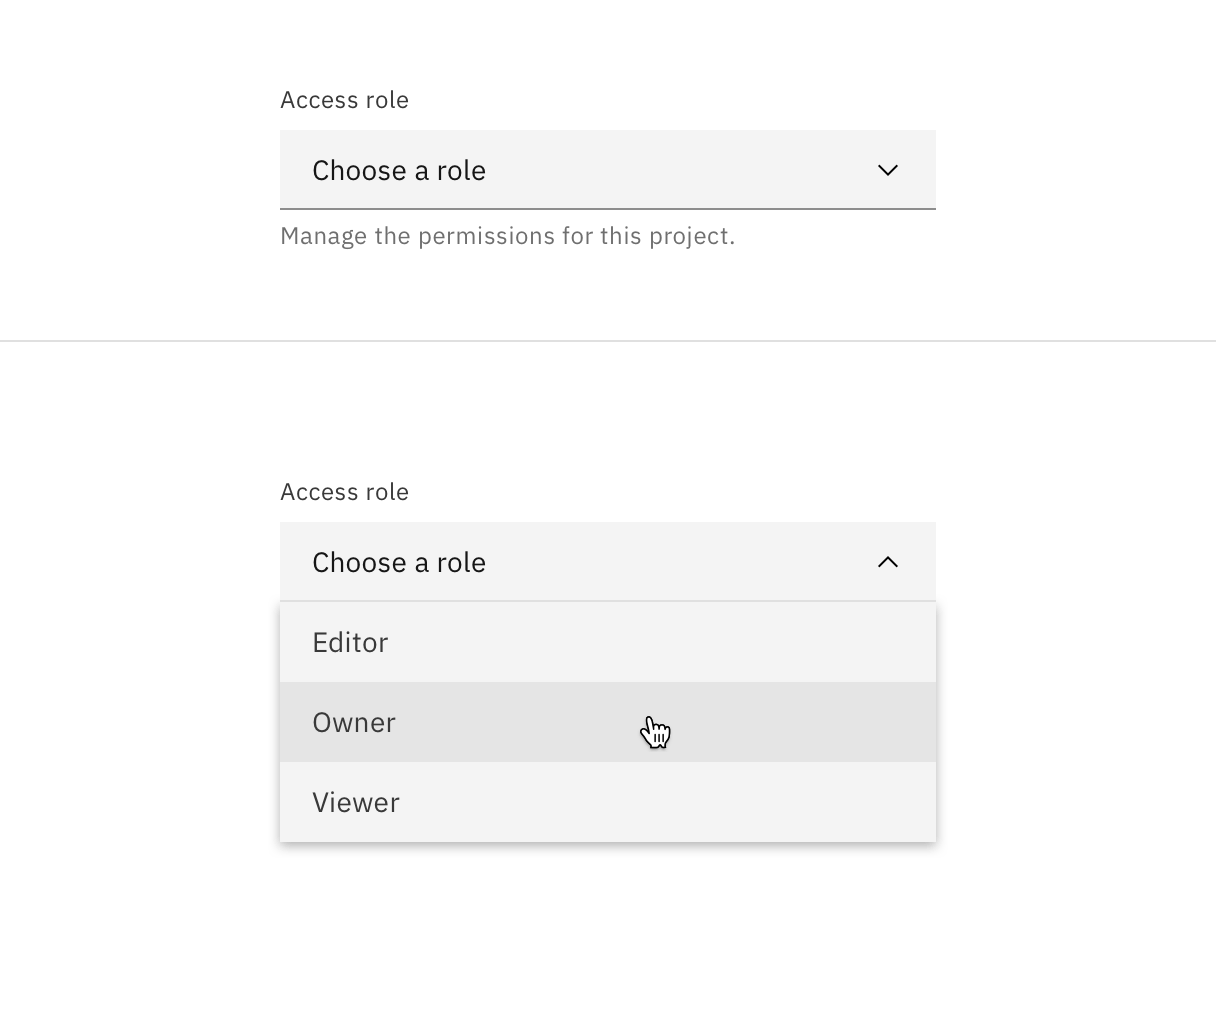 Access role
Choose a role
Manage the permissions for this project.
Access role
Choose a role
Editor
Owner
Viewer